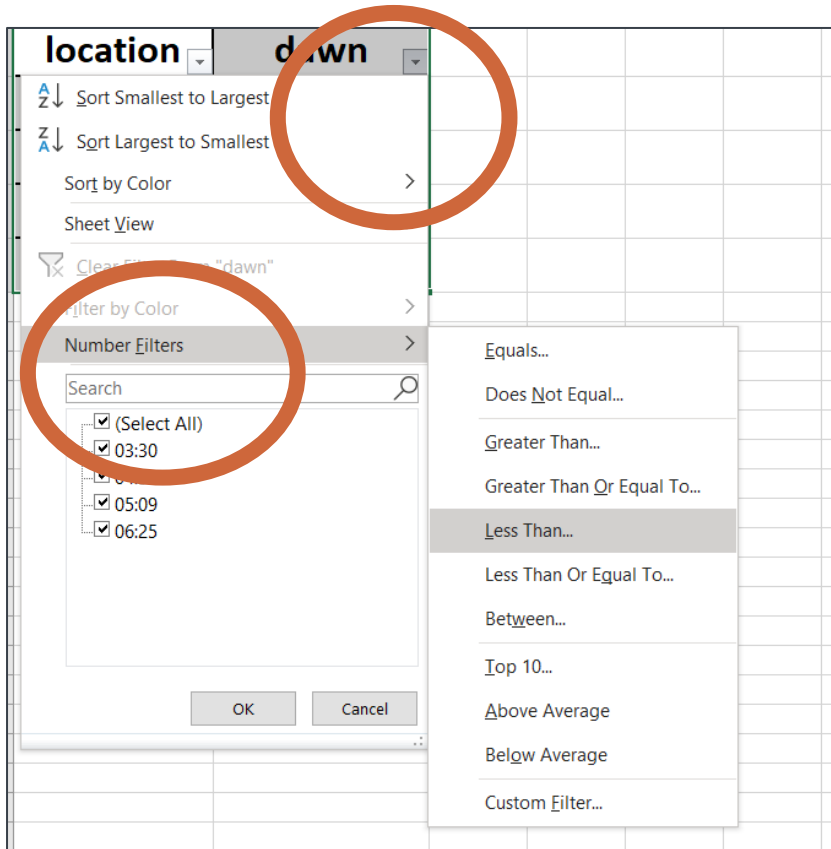 location dawn
Sort Smallest to Largest
Sort Largest to Smallest
Sort by Color
Sheet View
Clear "dawn"
Filter by Color
Number Filters
Search
(Select All)
03:30
05:09
06:25
OK Cancel
Equals...
Does Not Equal...
Greater Than...
Greater Than Or Equal To...
Less Than...
Less Than Or Equal To...
Between...
Top 10...
Above Average
Below Average
Custom Filter...